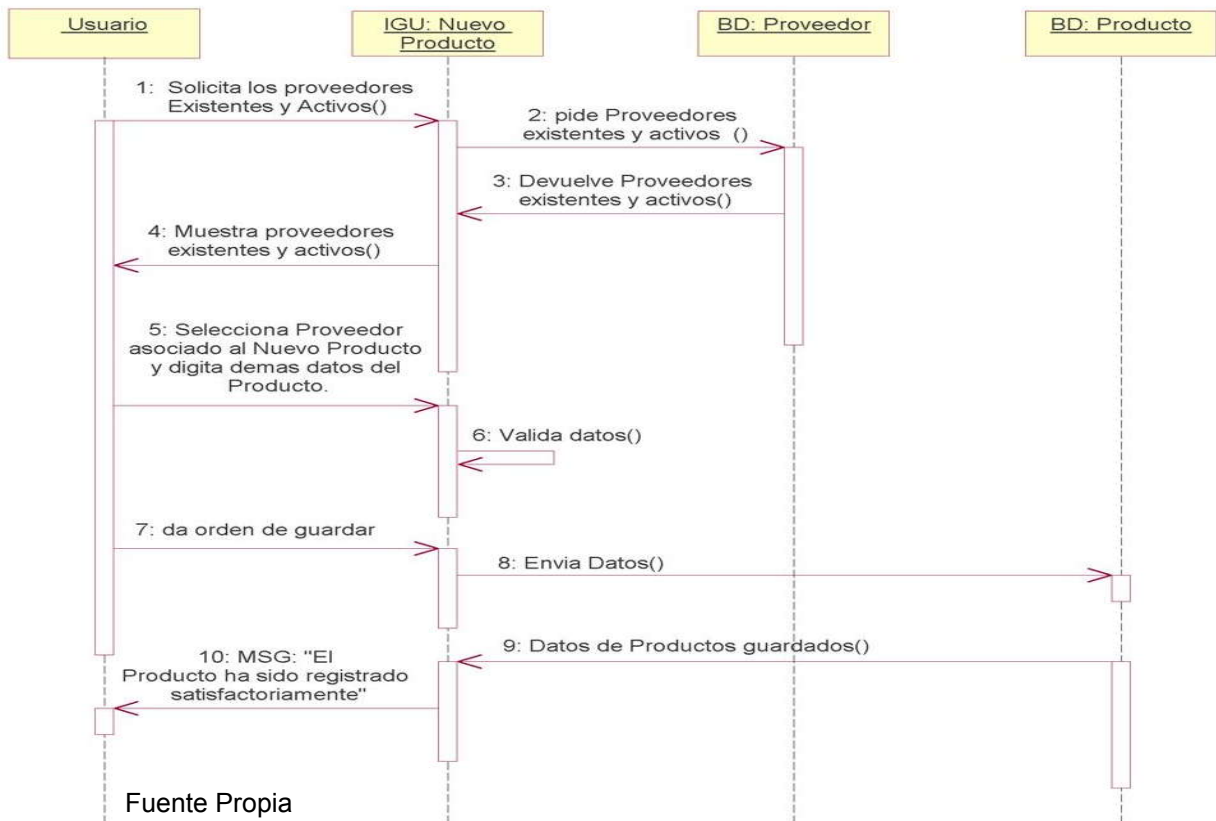 Usuario
IGU: Nuevo
Producto
BD: Proveedor
BD: Producto
1: Solicita los proveedores
Existentes y Activos()
2: pide Proveedores
existentes y activos ()
3: Devuelve Proveedores
existentes y activos()
4: Muestra proveedores
existentes y activos()
5: Selecciona Proveedor
asociado al Nuevo Producto
y digita demas datos del
Producto.
6: Valida datos()
7: da orden de guardar
8: Envia Datos()
9: Datos de Productos guardados()
10: MSG: "El
Producto ha sido registrado
satisfactoriamente"
Fuente Propia